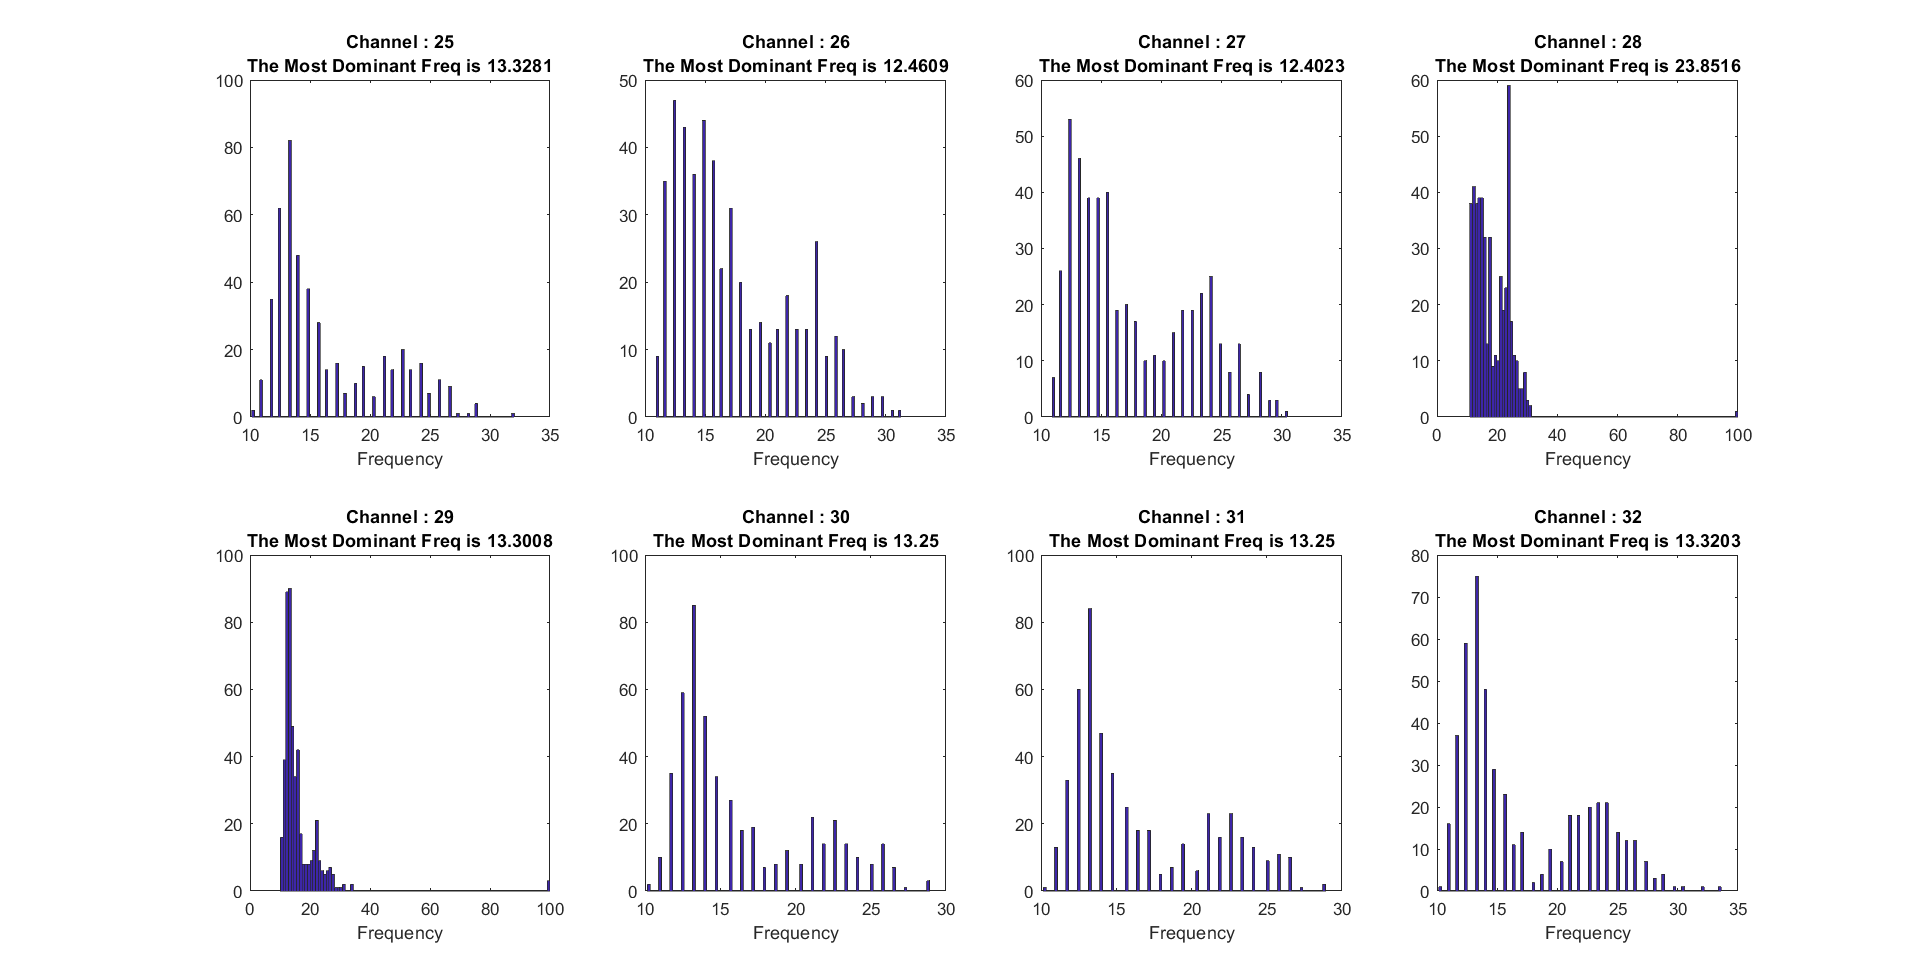 Channel : 25
The Most Dominant Freq is 13.3281
100
80
60
40
20
0
10 15 20 25 30 35
Frequency
Channel : 26
The Most Dominant Freq is 12.4609
50
40
30
20
10
0
10 15 20 25 30 35
Frequency
Channel : 27
The Most Dominant Freq is 12.4023
60
50
40
30
20
10
0
10 15 20 25 30 35
Frequency
Channel : 28
The Most Dominant Freq is 23.8516
60
50
40
30
20
10
0
0 20 40 60 80 100
Frequency
Channel : 29
The Most Dominant Freq is 13.3008
100
80
60
40
20
0
0 20 40 60 80 100
Frequency
Channel : 30
The Most Dominant Freq is 13.25
100
80
60
40
20
0
10 15 20 25 30
Frequency
Channel : 31
The Most Dominant Freq is 13.25
100
80
60
40
20
0
10 15 20 25 30
Frequency
Channel : 32
The Most Dominant Freq is 13.3203
80
70
60
50
40
30
20
10
0
10 15 20 25 30 35
Frequency